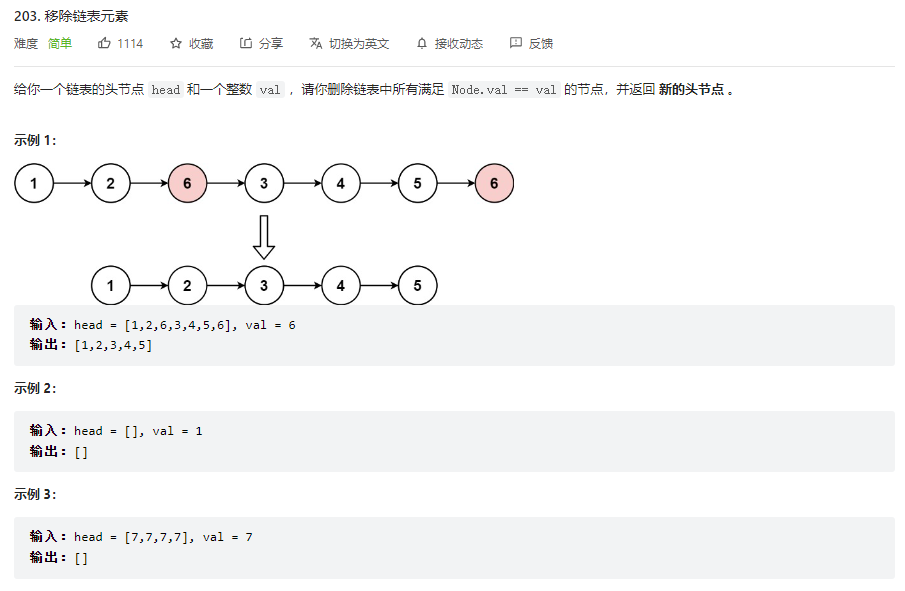 203. 移除链表元素
难度 简单 1114 收藏 分享 切换为英文 接收动态 反馈
给你一个链表的头节点 head 和一个整数 val ，请你删除链表中所有满足 Node.val == val 的节点，并返回 新的头节点 。
示例 1：
1 2 6 3 4 5 6
1 2 3 4 5
输入：head = [1,2,6,3,4,5,6], val = 6
输出：[1,2,3,4,5]
示例 2：
输入：head = [], val = 1
输出：[]
示例 3：
输入：head = [7,7,7,7], val = 7
输出：[]